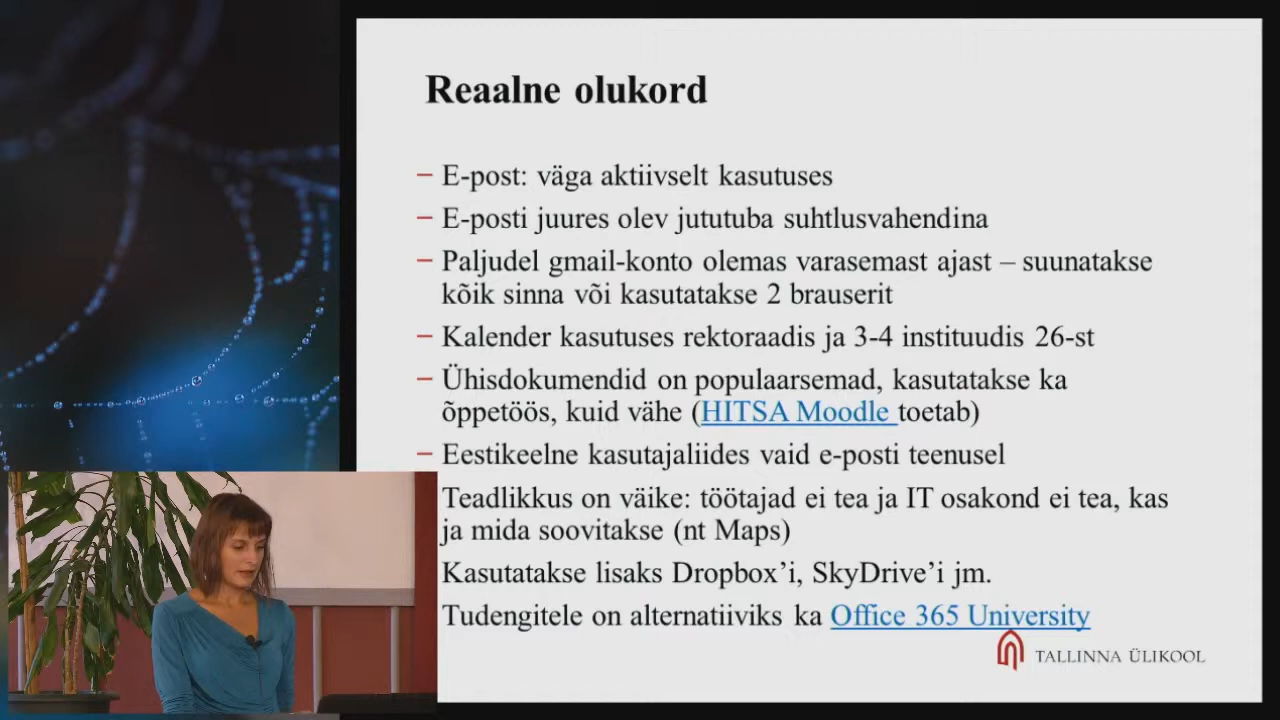 Reaalne olukord
– E-post: väga aktiivselt kasutuses
– E-posti juures olev jututuba suhtlusvahendina
– Paljudel gmail-konto olemas varasemast ajast – suunatakse
kõik sinna või kasutatakse 2 brauserit
– Kalender kasutuses rektoraadis ja 3-4 instituudis 26-st
– Ühisdokumendid on populaarsemad, kasutatakse ka
õppetöös, kuid vähe (HITSA Moodle toetab)
– Eestikeelne kasutajaliides vaid e-posti teenusel
Teadlikkus on väike: töötajad ei tea ja IT osakond ei tea, kas
ja mida soovitakse (nt Maps)
Kasutatakse lisaks Dropbox’i, SkyDrive’i jm.
Tudengitele on alternatiiviks ka Office 365 University
TALLINNA ÜLIKOOL